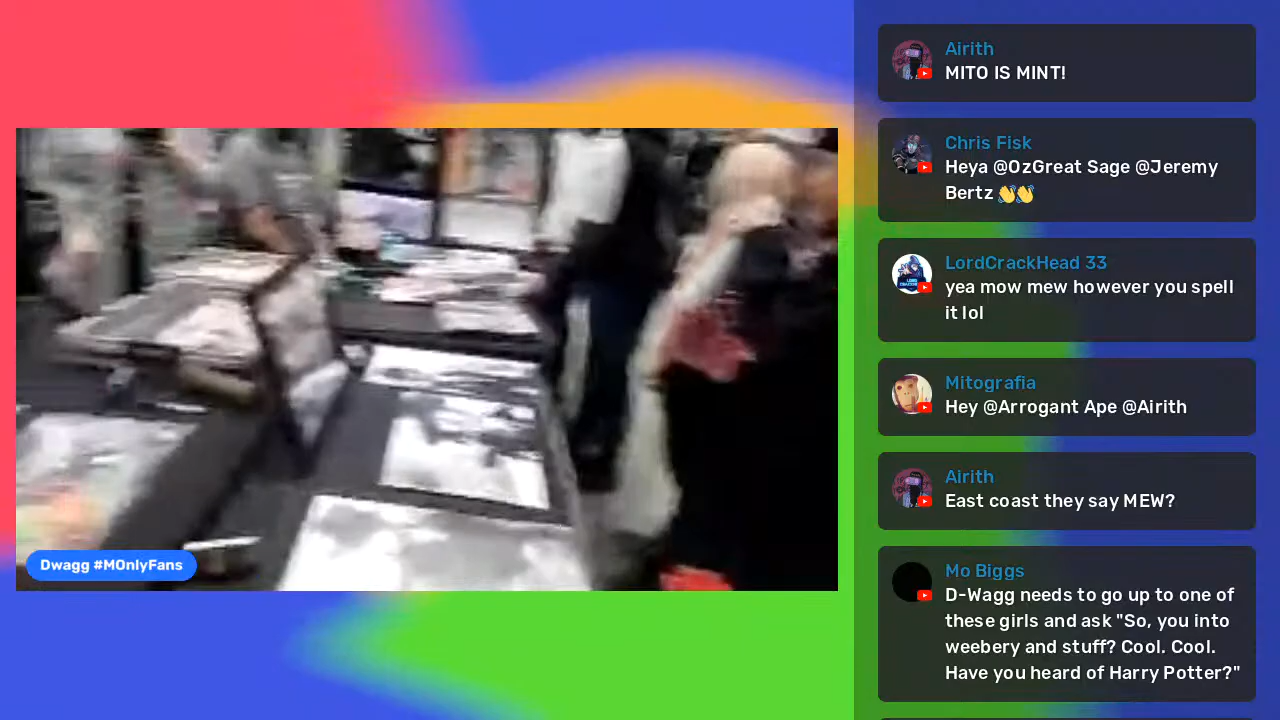 Airith
MITO IS MINT!
Chris Fisk
Heya @OzGreat Sage @Jeremy
Bertz 👋👋
LordCrackHead 33
yea mow mew however you spell
it lol
Mitografia
Hey @Arrogant Ape @Airith
Airith
East coast they say MEW?
Mo Biggs
D-Wagg needs to go up to one of
these girls and ask "So, you into
weebery and stuff? Cool. Cool.
Have you heard of Harry Potter?"
Dwagg #MOnlyFans